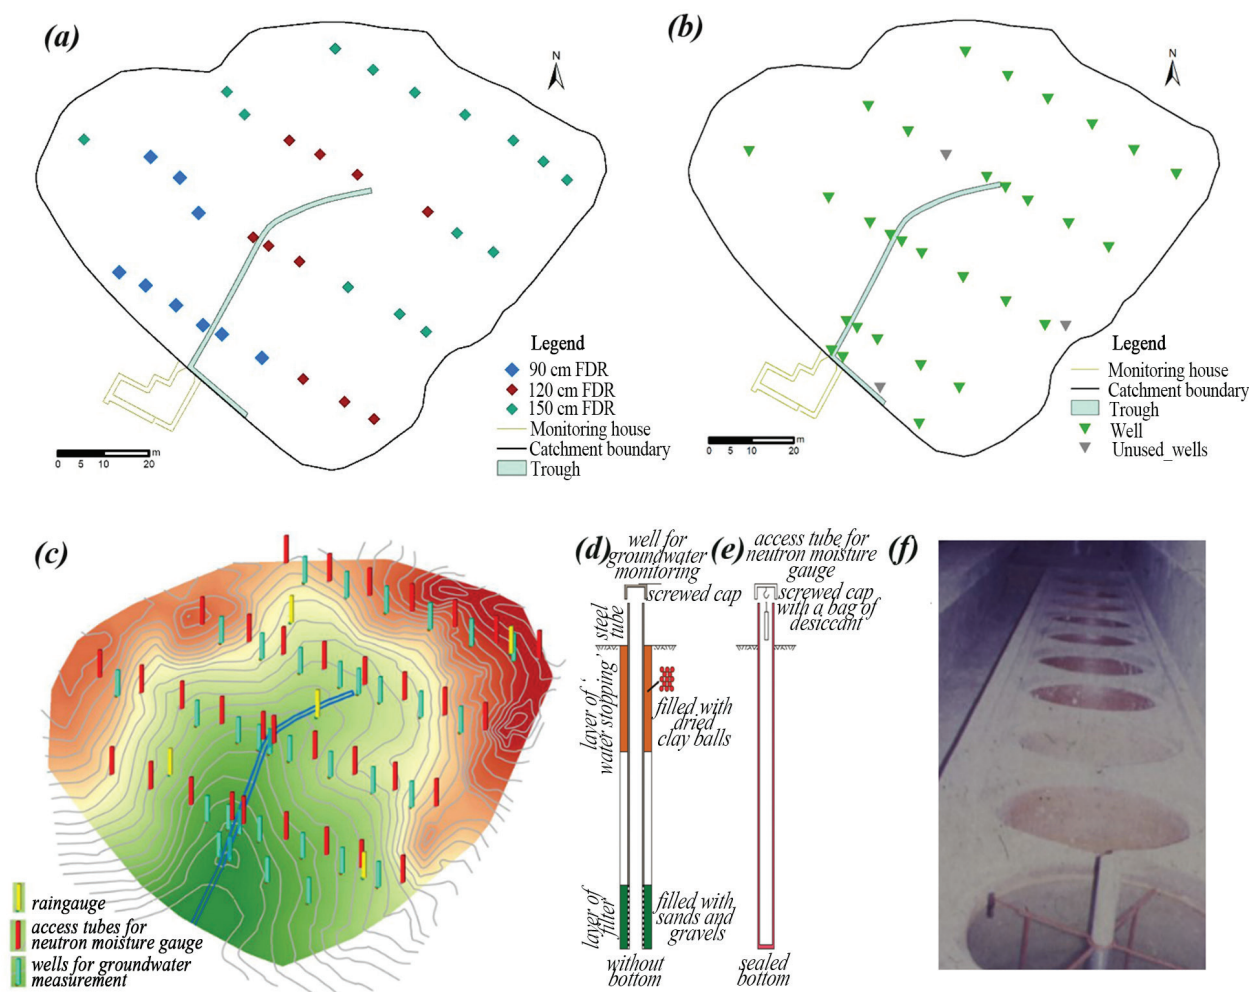 (a)
N
Legend
90 cm FDR
120 cm FDR
150 cm FDR
Monitoring house
Catchment boundary
Trough
0 5 10 20 m
(b)
N
Legend
Monitoring house
Catchment boundary
Trough
Well
Unused_wells
0 5 10 20 m
(c)
raingauge
access tubes for
neutron moisture gauge
wells for groundwater
measurement
(d)
well for
groundwater
monitoring
screwed cap
steel
tube
layer of ‘
water stopping’
filled with
dried
clay balls
layer of
filter
filled with
sands and
gravels
without
bottom
(e)
access tube for
neutron moisture
gauge
screwed cap
with a bag of
desiccant
sealed
bottom
(f)